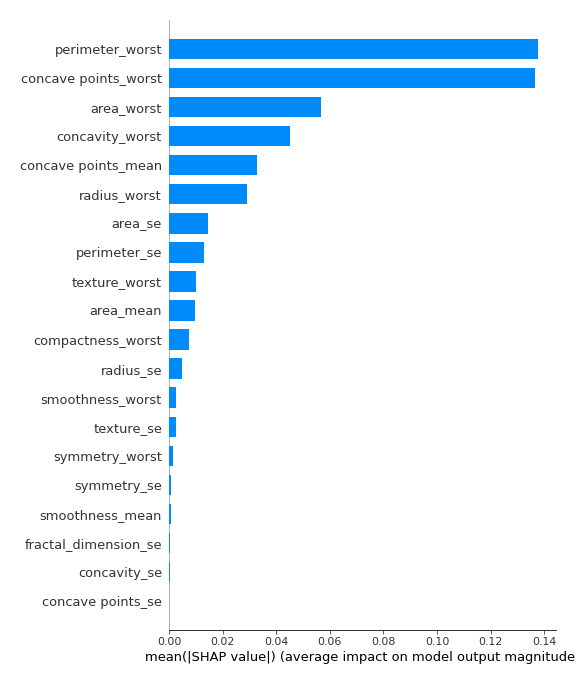 perimeter_worst
concave points_worst
area_worst
concavity_worst
concave points_mean
radius_worst
area_se
perimeter_se
texture_worst
area_mean
compactness_worst
radius_se
smoothness_worst
texture_se
symmetry_worst
symmetry_se
smoothness_mean
fractal_dimension_se
concavity_se
concave points_se
0.00 0.02 0.04 0.06 0.08 0.10 0.12 0.14
mean(|SHAP value|) (average impact on model output magnitude